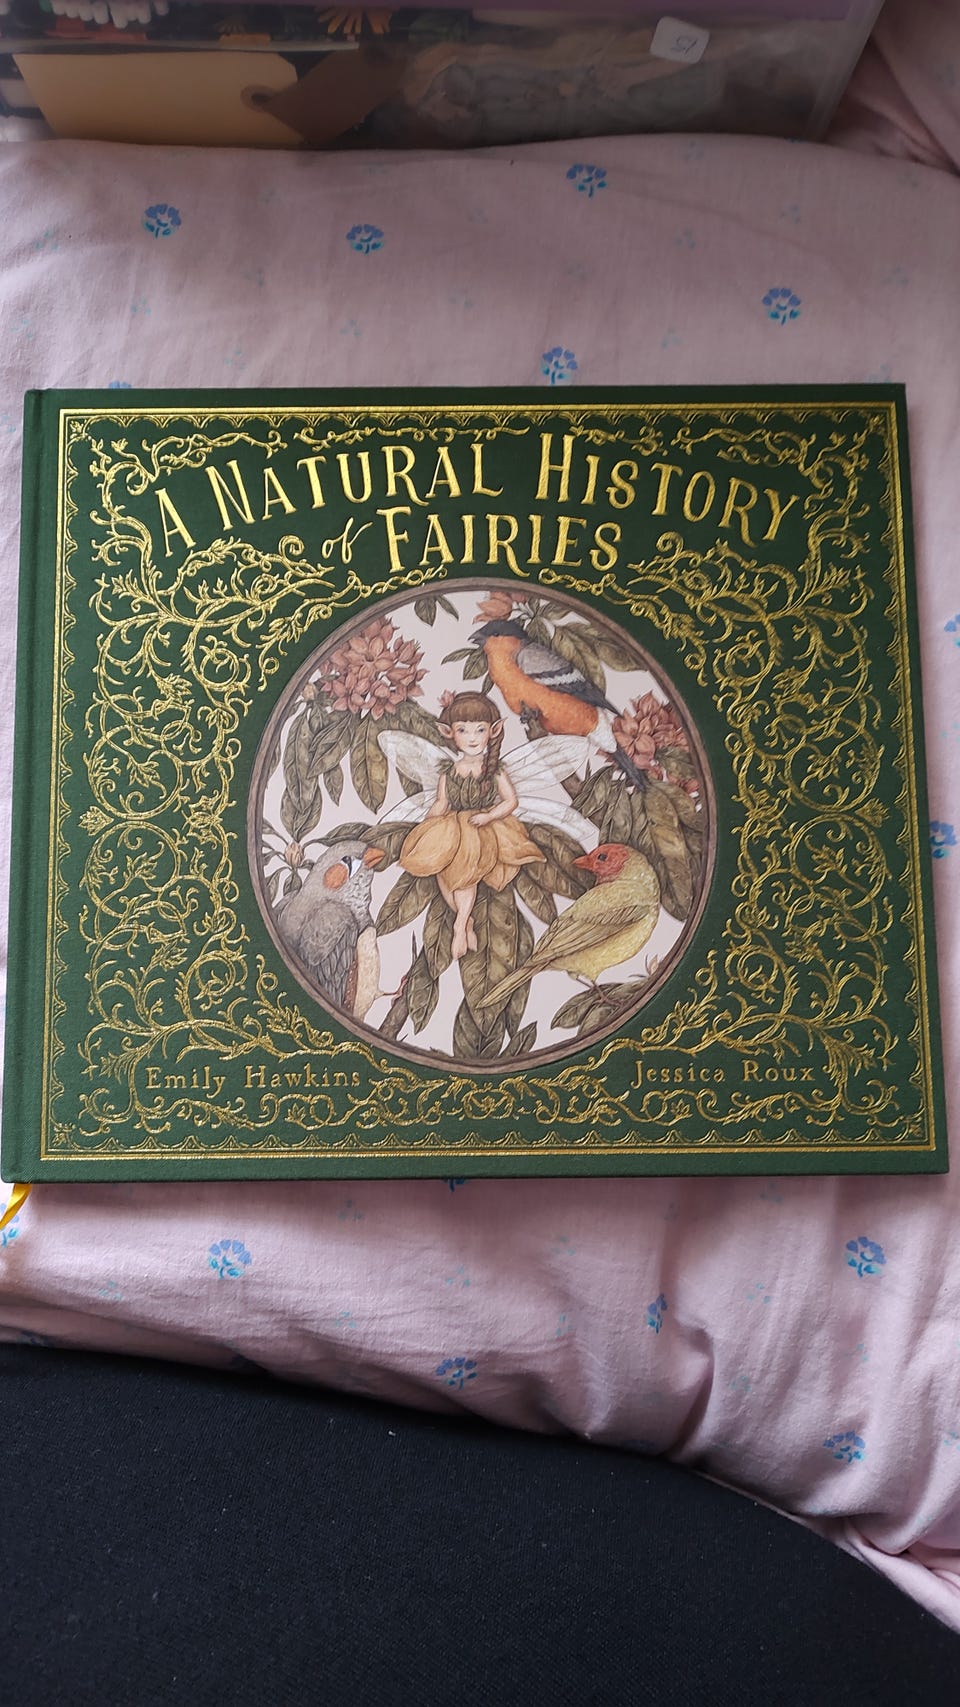 A NATURAL HISTORY
of FAIRIES
Emily Hawkins
Jessica Roux